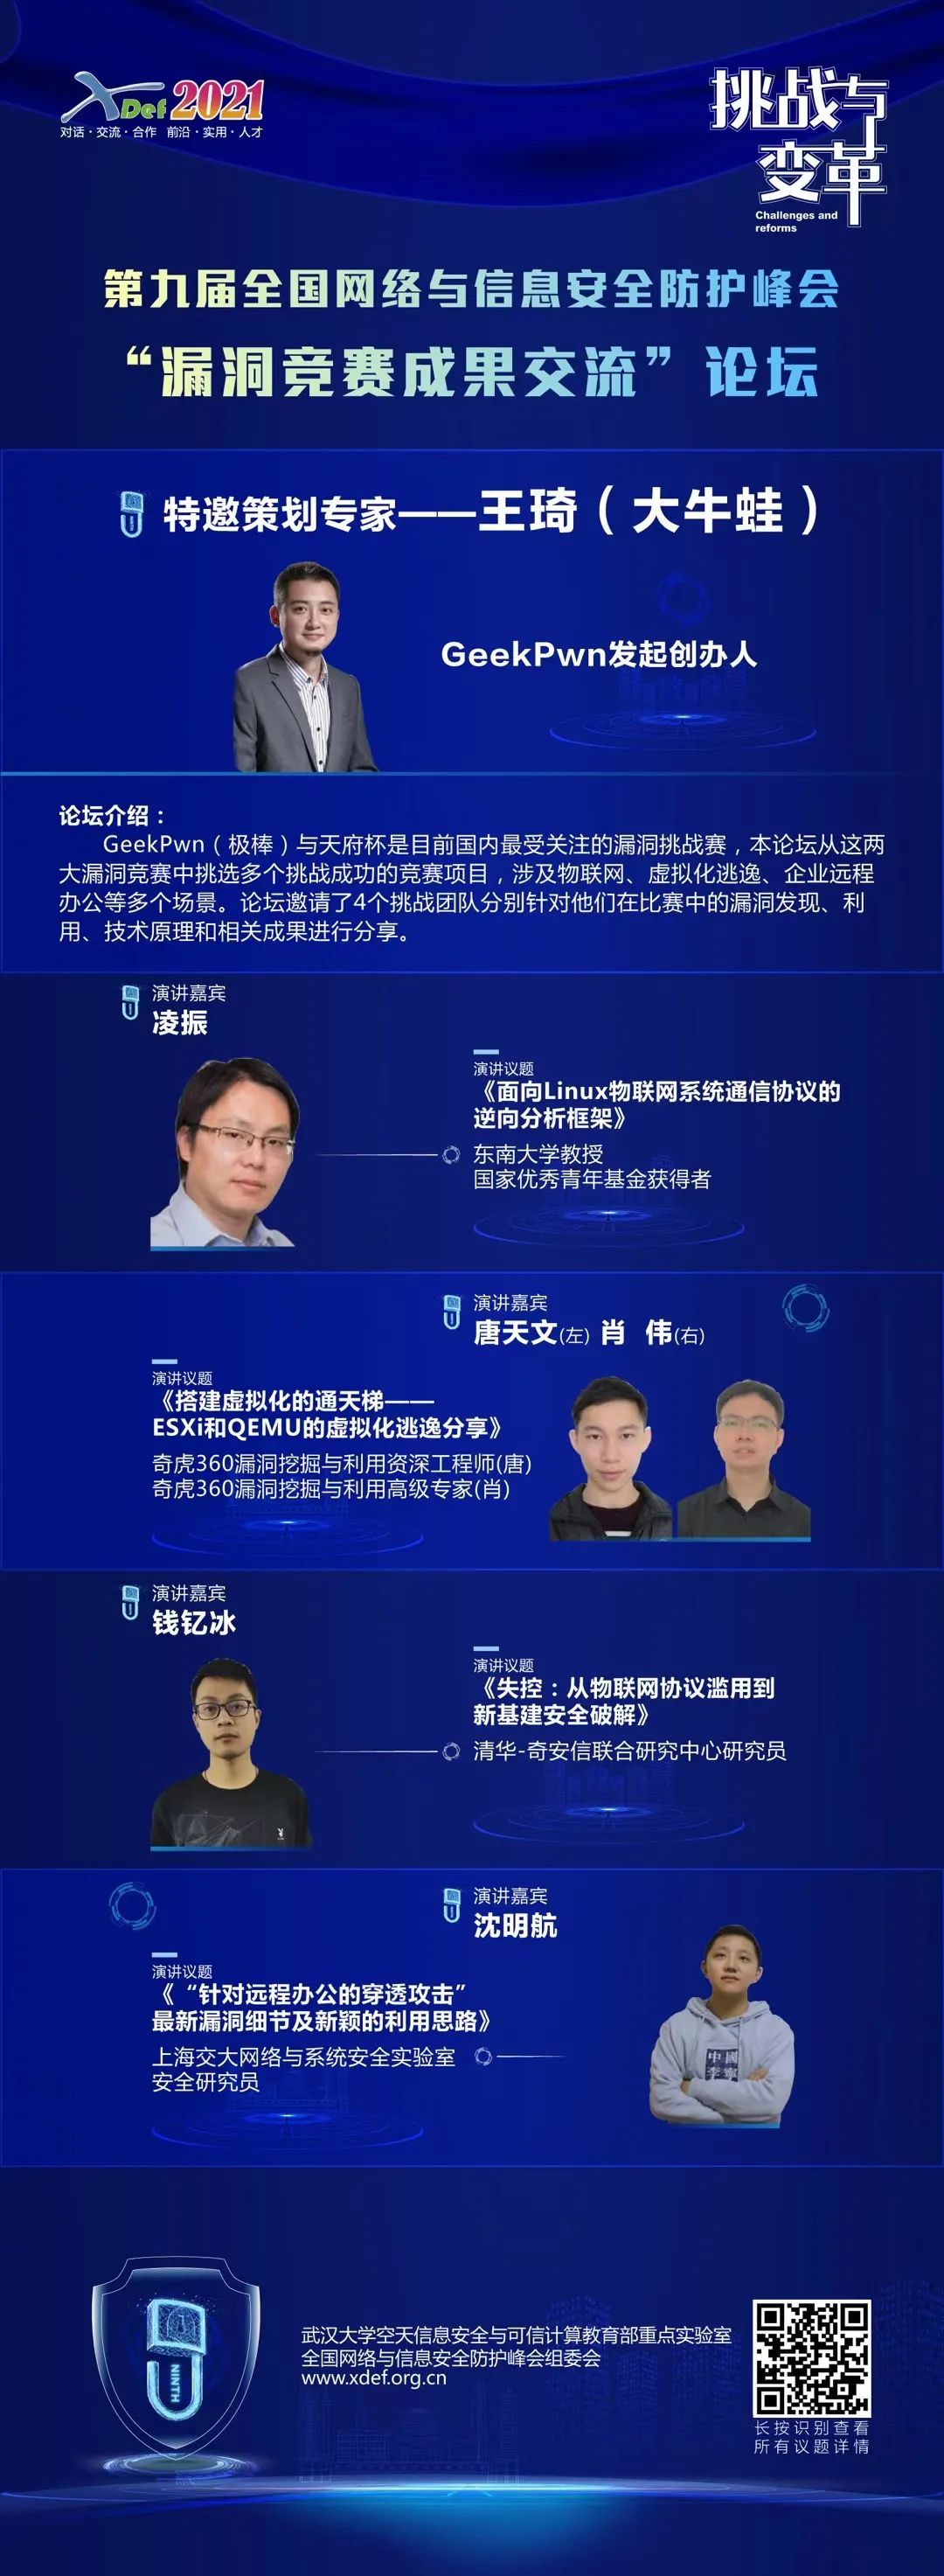 XDef 2021
对话·交流·合作 前沿·实用·人才
挑战与
变革
Challenges and
reforms
第九届全国网络与信息安全防护峰会
“漏洞竞赛成果交流”论坛
特邀策划专家——王琦（大牛蛙）
GeekPwn发起创办人
论坛介绍：
GeekPwn（极棒）与天府杯是目前国内最受关注的漏洞挑战赛，本论坛从这两
大漏洞竞赛中挑选多个挑战成功的竞赛项目，涉及物联网、虚拟化逃逸、企业远程
办公等多个场景。论坛邀请了4个挑战团队分别针对他们在比赛中的漏洞发现、利
用、技术原理和相关成果进行分享。
演讲嘉宾
凌振
演讲议题
《面向Linux物联网系统通信协议的
逆向分析框架》
东南大学教授
国家优秀青年基金获得者
演讲嘉宾
唐天文(左) 肖 伟(右)
演讲议题
《搭建虚拟化的通天梯——
ESXi和QEMU的虚拟化逃逸分享》
奇虎360漏洞挖掘与利用资深工程师(唐)
奇虎360漏洞挖掘与利用高级专家(肖)
演讲嘉宾
钱钇冰
演讲议题
《失控：从物联网协议滥用到
新基建安全破解》
清华-奇安信联合研究中心研究员
演讲嘉宾
沈明航
演讲议题
《“针对远程办公的穿透攻击”
最新漏洞细节及新颖的利用思路》
上海交大网络与系统安全实验室
安全研究员
中國
李寧
NINTH
武汉大学空天信息安全与可信计算教育部重点实验室
全国网络与信息安全防护峰会组委会
www.xdef.org.cn
长按识别查看
所有议题详情